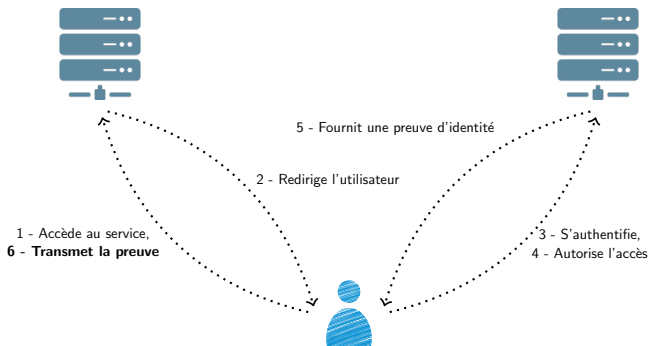 5 - Fournit une preuve d'identité
2 - Redirige l'utilisateur
1 - Accède au service,
6 - Transmet la preuve
3 - S'authentifie,
4 - Autorise l'accès